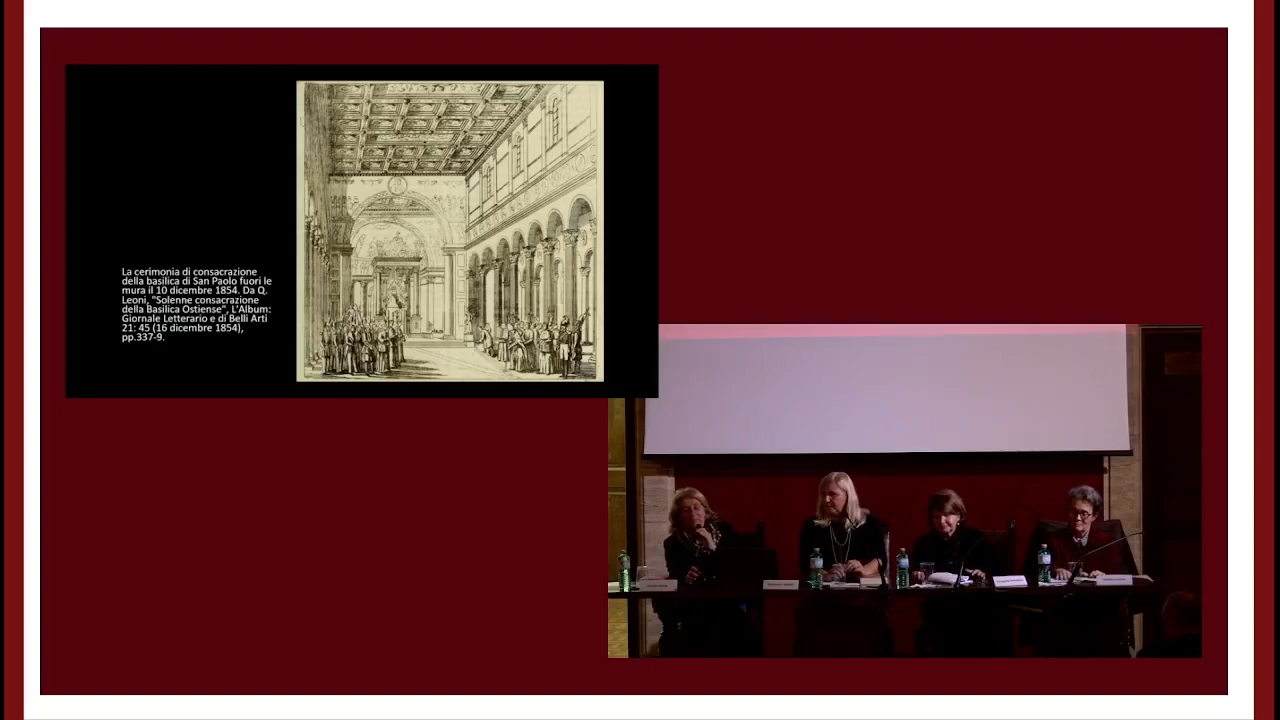 La cerimonia di consacrazione
della basilica di San Paolo fuori le
mura il 10 dicembre 1854. Da Q.
Leoni, "Solenne consacrazione
della Basilica Ostiense", L'Album:
Giornale Letterario e di Belli Arti
21: 45 (16 dicembre 1854),
pp.337-9.